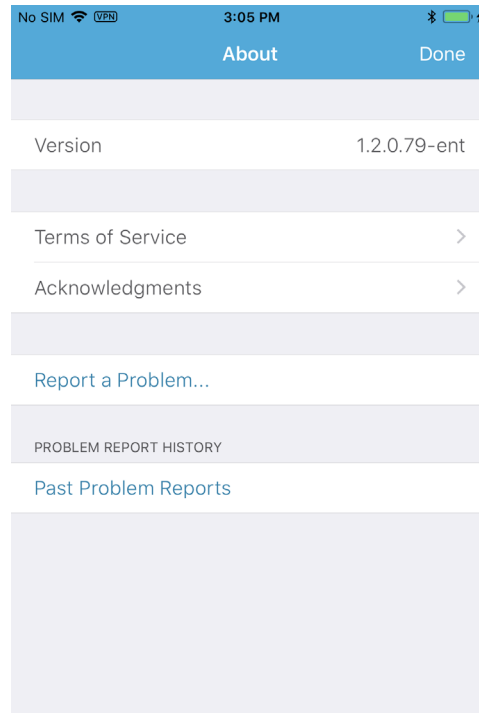 No SIM VPN 3:05 PM
About Done
Version 1.2.0.79-ent
Terms of Service
Acknowledgments
Report a Problem...
PROBLEM REPORT HISTORY
Past Problem Reports